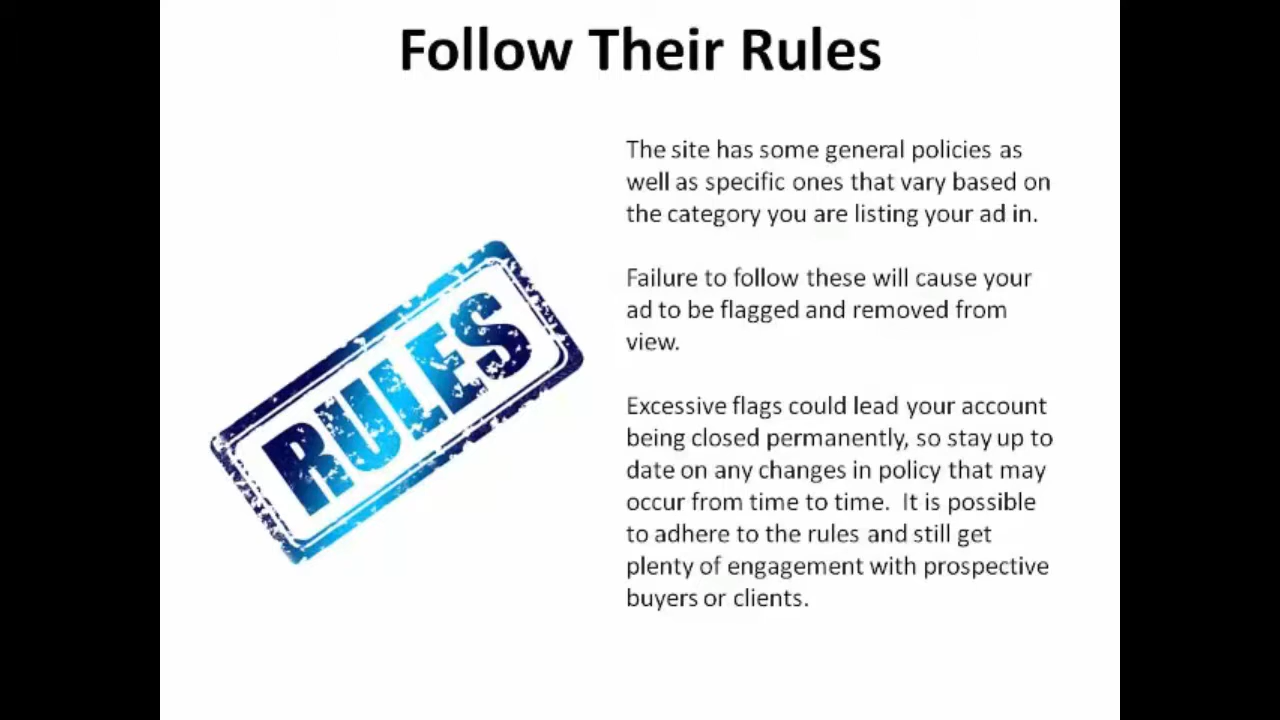 Follow Their Rules
The site has some general policies as
well as specific ones that vary based on
the category you are listing your ad in.
Failure to follow these will cause your
ad to be flagged and removed from
view.
RULES
Excessive flags could lead your account
being closed permanently, so stay up to
date on any changes in policy that may
occur from time to time.  It is possible
to adhere to the rules and still get
plenty of engagement with prospective
buyers or clients.